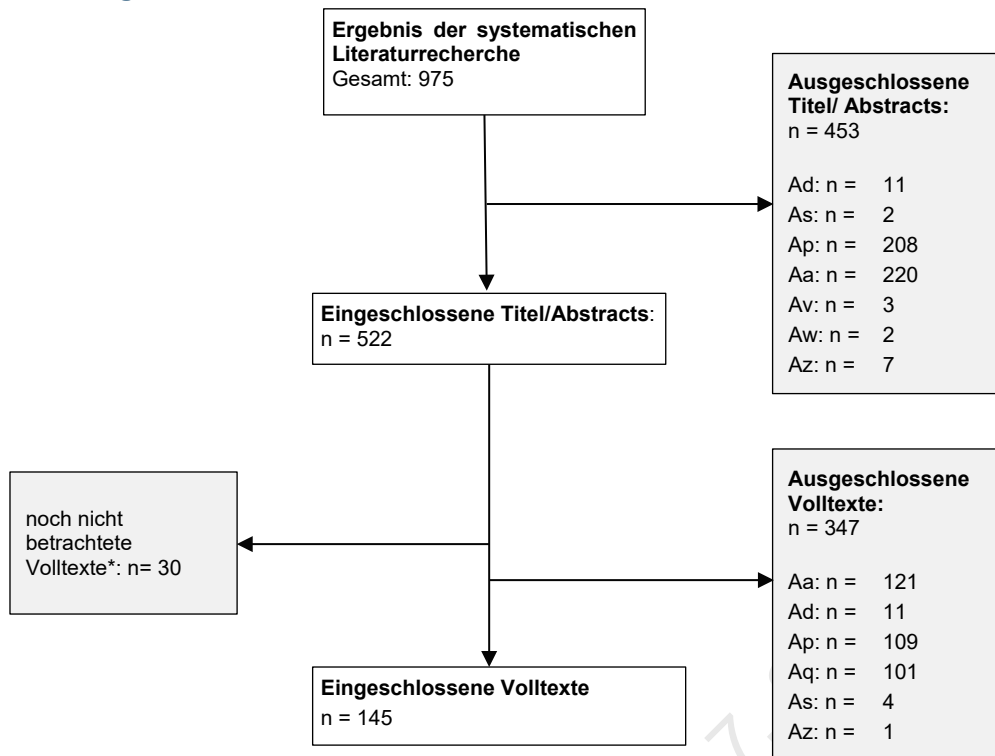 Ergebnis der systematischen
Literaturrecherche
Gesamt: 975
Ausgeschlossene
Titel/ Abstracts:
n = 453
Ad: n = 11
As: n = 2
Ap: n = 208
Aa: n = 220
Av: n = 3
Aw: n = 2
Az: n = 7
Eingeschlossene Titel/Abstracts:
n = 522
noch nicht
betrachtete
Volltexte*: n= 30
Ausgeschlossene
Volltexte:
n = 347
Aa: n = 121
Ad: n = 11
Ap: n = 109
Aq: n = 101
As: n = 4
Az: n = 1
Eingeschlossene Volltexte
n = 145